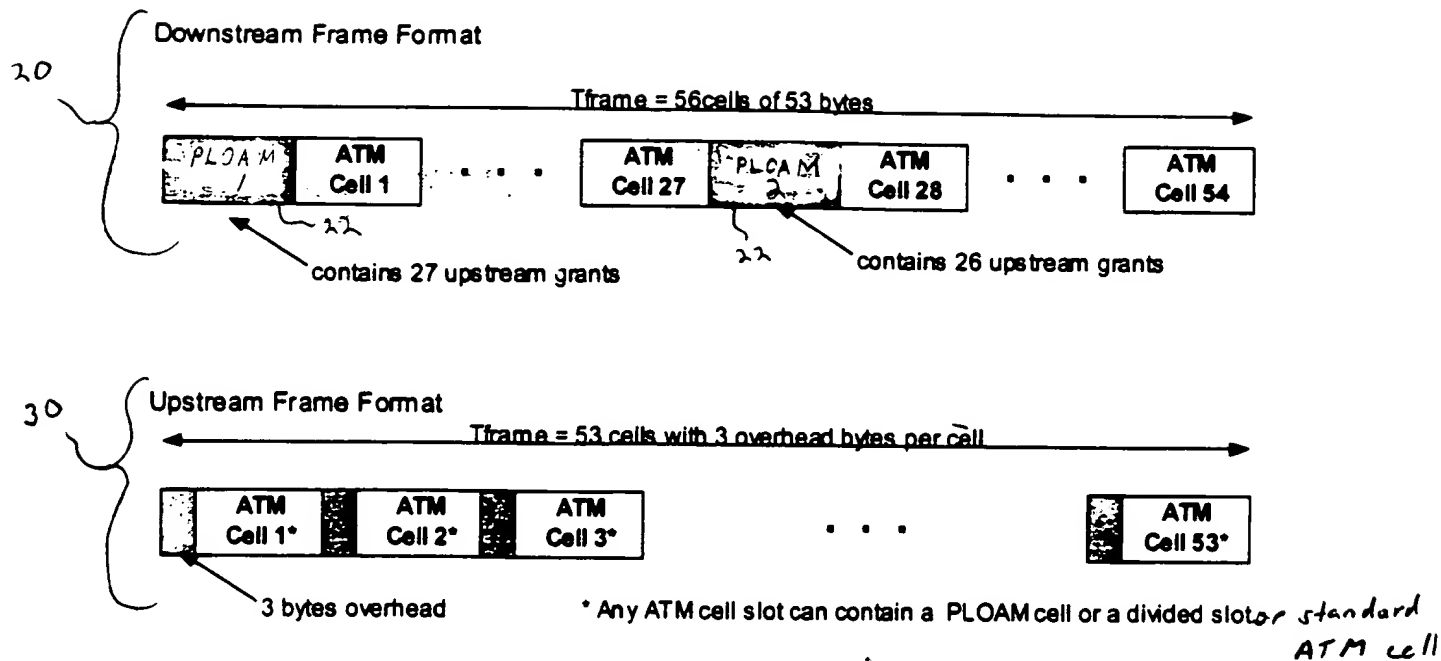 Downstream Frame Format
20
Tframe = 56cells of 53 bytes
PLOAM 1
ATM Cell 1
. . . .
ATM Cell 27
PLOAM 2
ATM Cell 28
. . .
ATM Cell 54
22
22
contains 27 upstream grants
contains 26 upstream grants
30
Upstream Frame Format
Tframe = 53 cells with 3 overhead bytes per cell
ATM Cell 1*
ATM Cell 2*
ATM Cell 3*
. . .
ATM Cell 53*
3 bytes overhead
* Any ATM cell slot can contain a PLOAM cell or a divided slot or standard
ATM cell